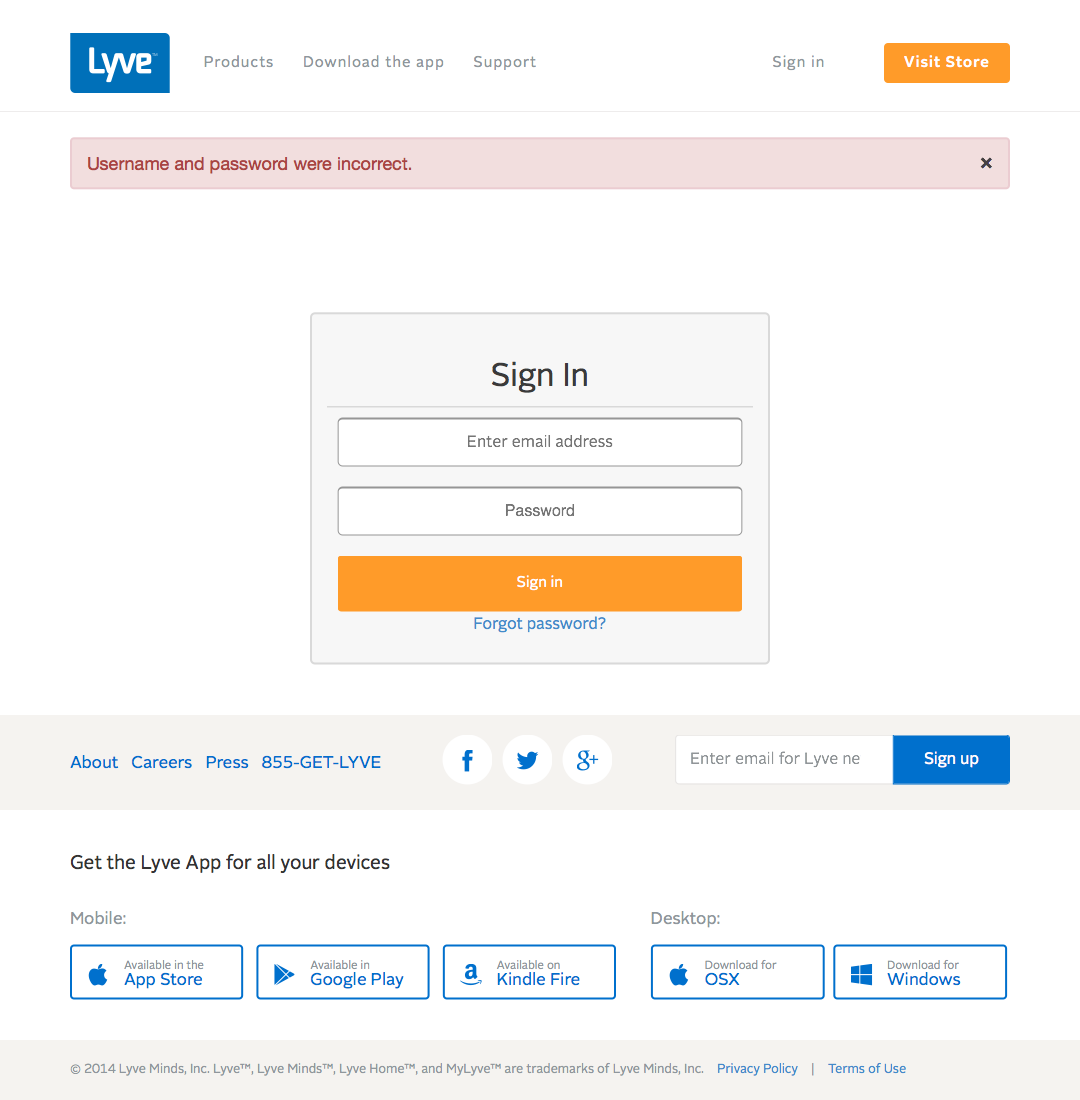 Lyve™
Products
Download the app
Support
Sign in
Visit Store
Username and password were incorrect.
×
Sign In
Enter email address
Password
Sign in
Forgot password?
About
Careers
Press
855-GET-LYVE
f
g+
Enter email for Lyve ne
Sign up
Get the Lyve App for all your devices
Mobile:
Desktop:
Available in the
App Store
Available in
Google Play
a
Available on
Kindle Fire
Download for
OSX
Download for
Windows
© 2014 Lyve Minds, Inc. Lyve™, Lyve Minds™, Lyve Home™, and MyLyve™ are trademarks of Lyve Minds, Inc. Privacy Policy | Terms of Use